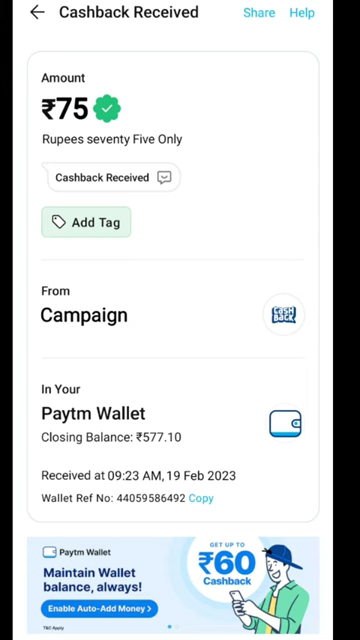 Cashback Received
Share
Help
Amount
₹75
Rupees seventy Five Only
Cashback Received
Add Tag
From
Campaign
CASH
BACK
In Your
Paytm Wallet
Closing Balance: ₹577.10
Received at 09:23 AM, 19 Feb 2023
Wallet Ref No: 44059586492 Copy
Paytm Wallet
Maintain Wallet
balance, always!
Enable Auto-Add Money >
T&C Apply
GET UP TO
₹60
Cashback